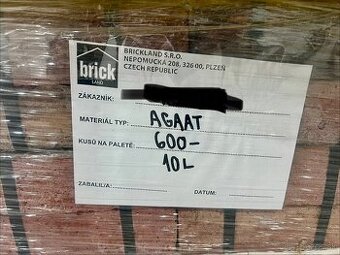 BRICKLAND S.R.O.
NEPOMUCKÁ 208, 326 00, PLZEŇ
CZECH REPUBLIC
brick
LAND
ZÁKAZNÍK:
MATERIÁL TYP: AGAAT
KUSŮ NA PALETĚ: 600-
10L
ZABALIL/A: DATUM: